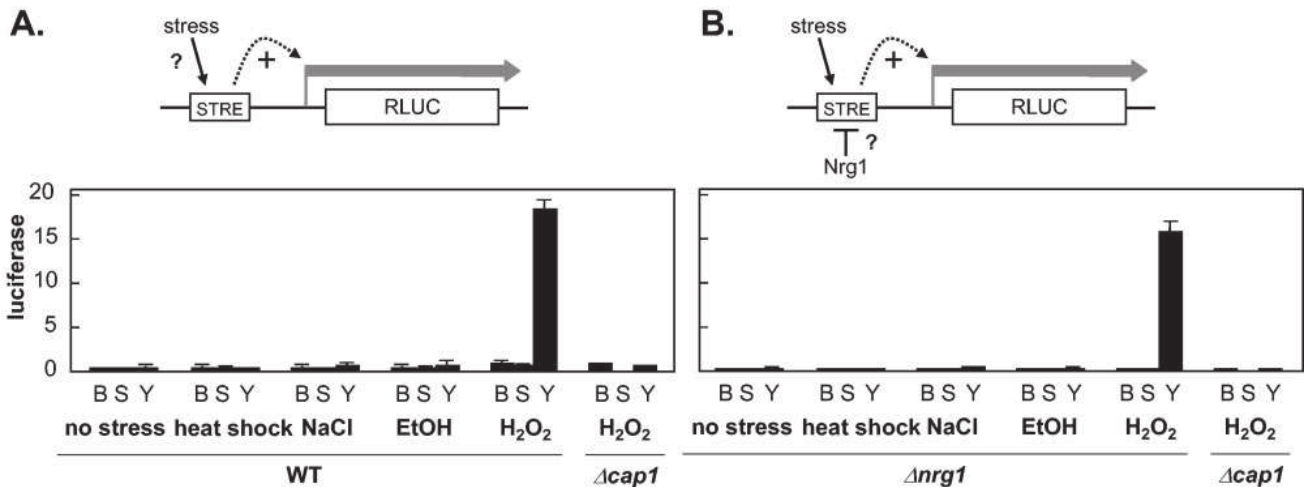 A.
stress
?
+
STRE
RLUC
B.
stress
+
STRE
RLUC
?
Nrg1
luciferase
20
15
10
5
0
B S Y B S Y B S Y B S Y B S Y B S Y
no stress heat shock NaCl EtOH H₂O₂ H₂O₂
WT Δcap1
B S Y B S Y B S Y B S Y B S Y B S Y
no stress heat shock NaCl EtOH H₂O₂ H₂O₂
Δnrg1 Δcap1